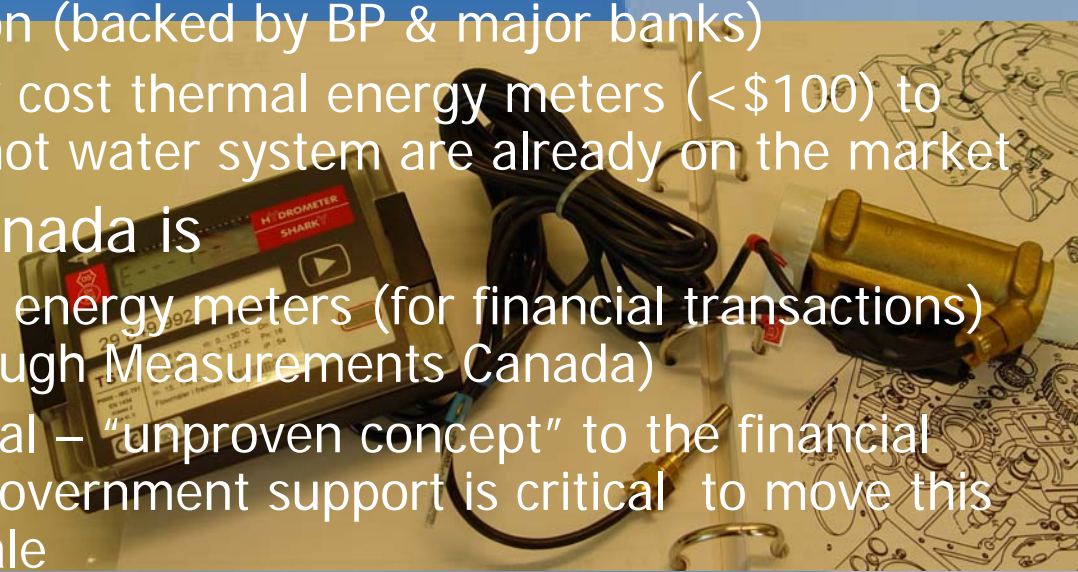 on (backed by BP & major banks)
cost thermal energy meters (<$100) to
hot water system are already on the market
nada is
energy meters (for financial transactions)
ugh Measurements Canada)
al – “unproven concept” to the financial
overnment support is critical to move this
ale
HYDROMETER
SHARKY